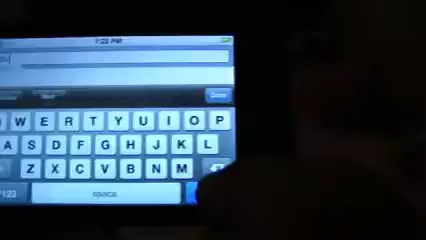 7:22 PM
Done
W E R T Y U I O P
A S D F G H J K L
Z X C V B N M
?123 space